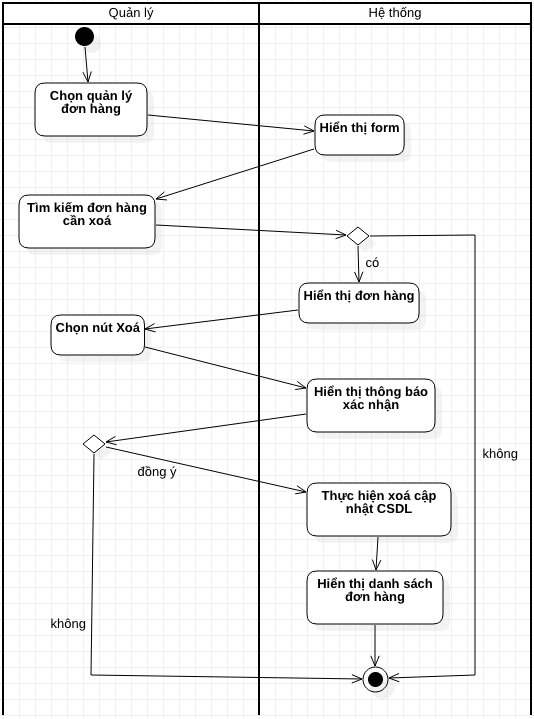 Quản lý
Hệ thống
Chọn quản lý
đơn hàng
Hiển thị form
Tìm kiếm đơn hàng
cần xoá
có
Hiển thị đơn hàng
Chọn nút Xoá
Hiển thị thông báo
xác nhận
không
đồng ý
Thực hiện xoá cập
nhật CSDL
Hiển thị danh sách
đơn hàng
không